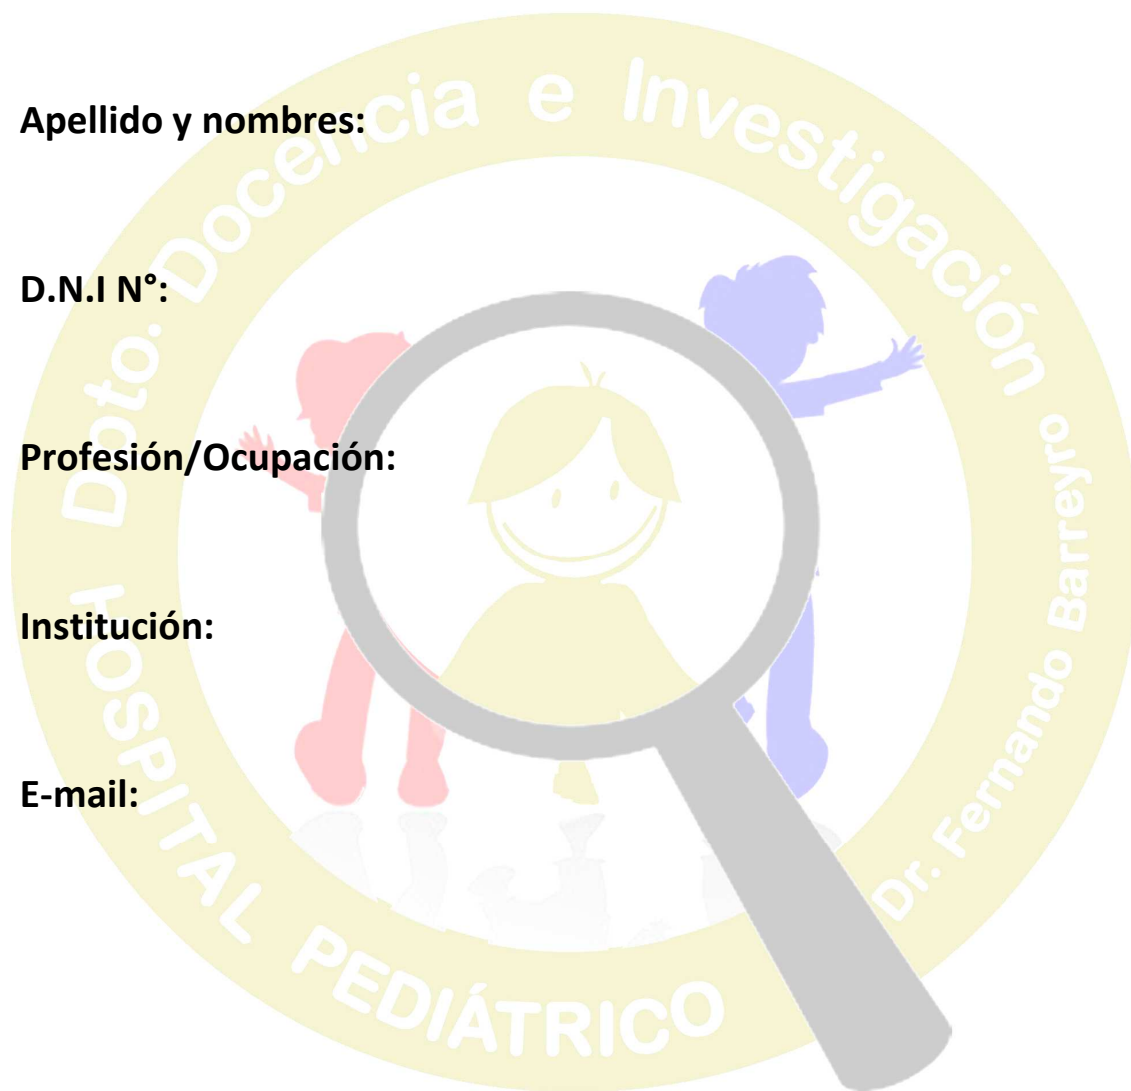 Apellido y nombres:
D.N.I N°:
Profesión/Ocupación:
Institución:
E-mail:
Dpto. Docencia e Investigación
HOSPITAL PEDIÁTRICO
Dr. Fernando Barreyro